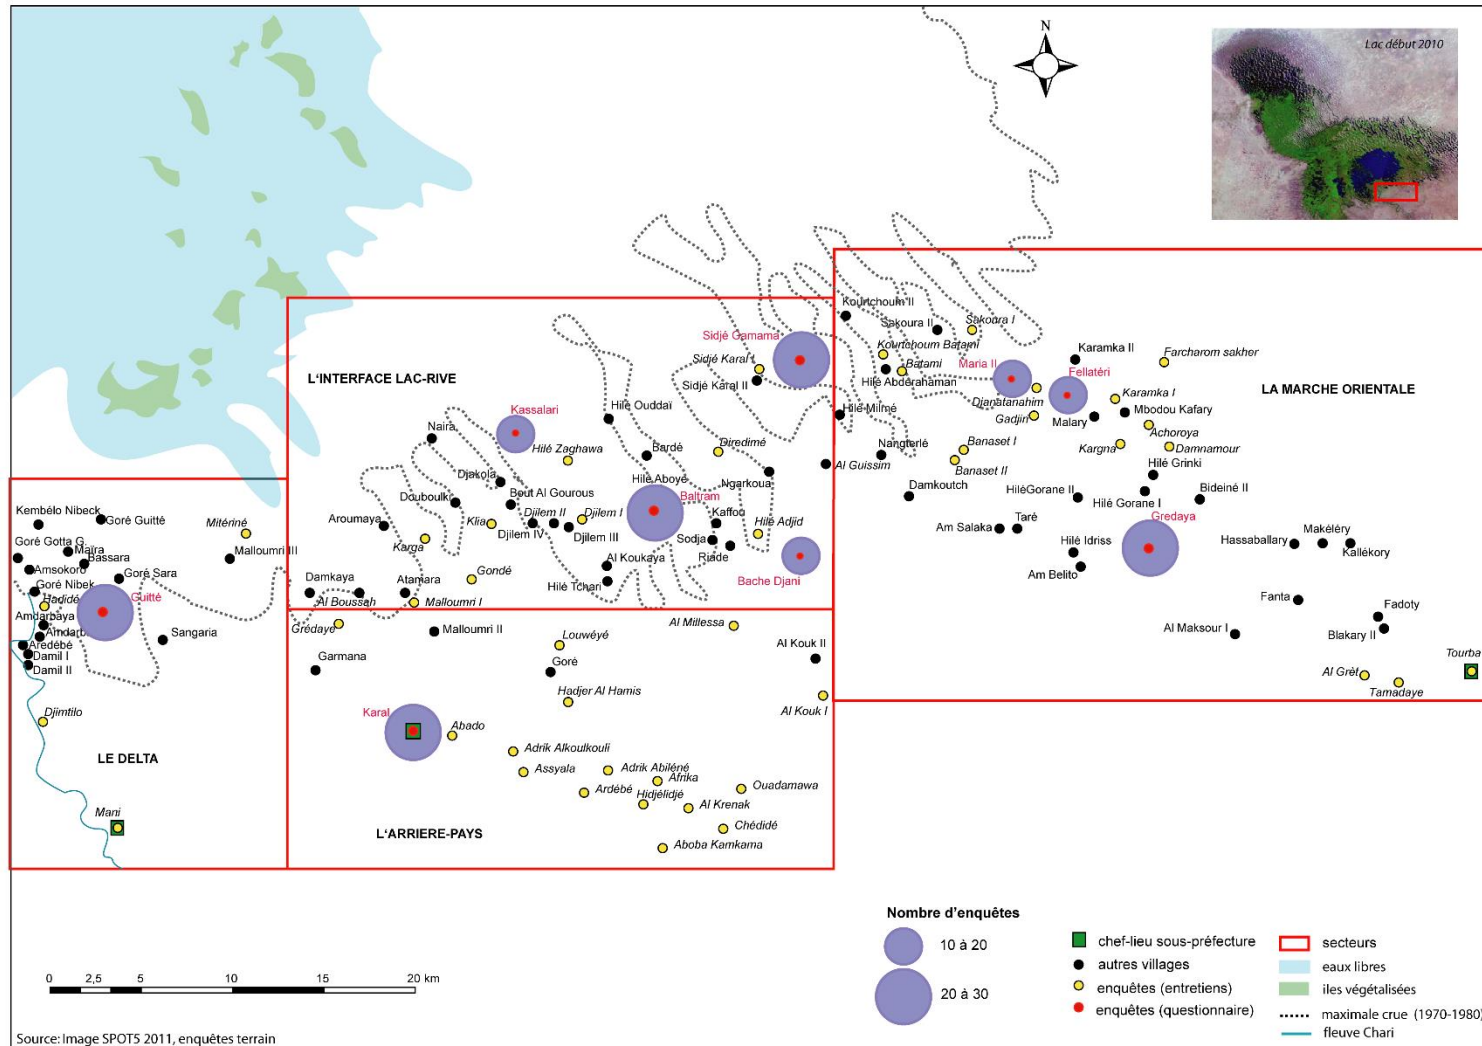 N
Lac début 2010
Kourtchoum II
Sakoura II
Sakoura I
Sidjé Gamama
Kourtchoum Batami
Karamka II
Farcharom sakher
Sidjé Karal I
Batami
Maria II
Fellatéri
L'INTERFACE LAC-RIVE
Sidjé Karal II
Hilé Abderahaman
LA MARCHE ORIENTALE
Djanatanahim
Karamka I
Kassalari
Hilé Ouddaï
Hilé-Milmé
Gadjiri
Malary
Mbodou Kafary
Naïra
Achoroya
Hilé Zaghawa
Bardé
Diredimé
Nangterlé
Banaset I
Kargna
Damnamour
Al Guissim
Banaset II
Hilé Grinki
Djakola
Hilé Aboye
Ngarkoua
Damkoutch
HiléGorane II
Bideiné II
Douboulki
Bout Al Gourous
Baltram
Hilé Gorane I
Kembélo Nibeck
Goré Guitté
Mitériné
Aroumaya
Klia
Djilem II
Djilem I
Kaffou
Hilé Adjid
Gredaya
Djilem IV
Djilem III
Am Salaka
Taré
Goré Gotta G.
Maïra
Karga
Sodja
Hassaballary
Makéléry
Kallékory
Bassara
Malloumri III
Al Koukaya
Riade
Hilé Idriss
Amsokoro
Goré Sara
Gondé
Bache Djani
Am Belito
Goré Nibek
Damkaya
Atamara
Hilé Tchari
Hadidé
Guitté
Al Boussah
Malloumri I
Fanta
Fadoty
Amdarbaya
Grédaye
Al Millessa
Al Maksour I
Blakary II
Sangaria
Malloumri II
Louwéyé
Al Kouk II
Aredébé
Damil I
Garmana
Goré
Tourba
Damil II
Al Grêt
Tamadaye
Hadjer Al Hamis
Al Kouk I
Djimtilo
Karal
Abado
LE DELTA
Adrik Alkoulkouli
Assyala
Adrik Abiléné
Afrika
Ouadamawa
Ardébé
Hidjélidjé
Al Krenak
Mani
L'ARRIERE-PAYS
Chédidé
Aboba Kamkama
Nombre d'enquêtes
10 à 20
20 à 30
chef-lieu sous-préfecture
autres villages
enquêtes (entretiens)
enquêtes (questionnaire)
secteurs
eaux libres
iles végétalisées
maximale crue (1970-1980)
fleuve Chari
0 2,5 5 10 15 20 km
Source: Image SPOT5 2011, enquêtes terrain